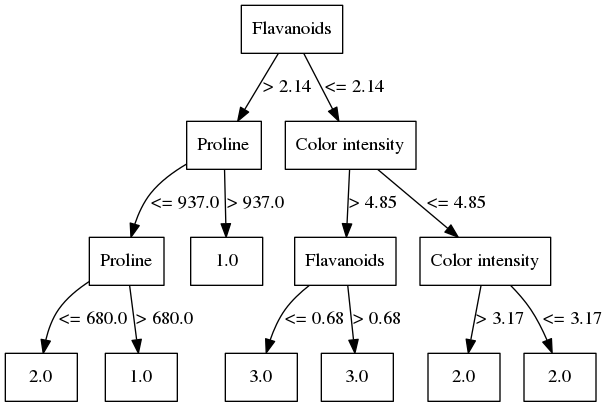 Flavanoids
> 2.14 <= 2.14
Proline Color intensity
<= 937.0 > 937.0 > 4.85 <= 4.85
Proline 1.0 Flavanoids Color intensity
<= 680.0 > 680.0 <= 0.68 > 0.68 > 3.17 <= 3.17
2.0 1.0 3.0 3.0 2.0 2.0